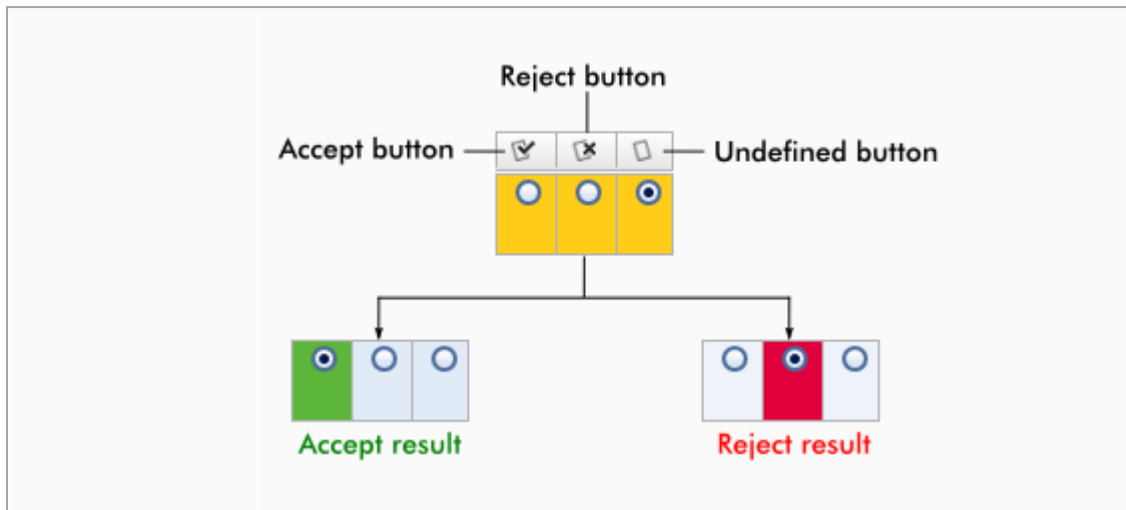 Reject button
Accept button
Undefined button
Accept result
Reject result